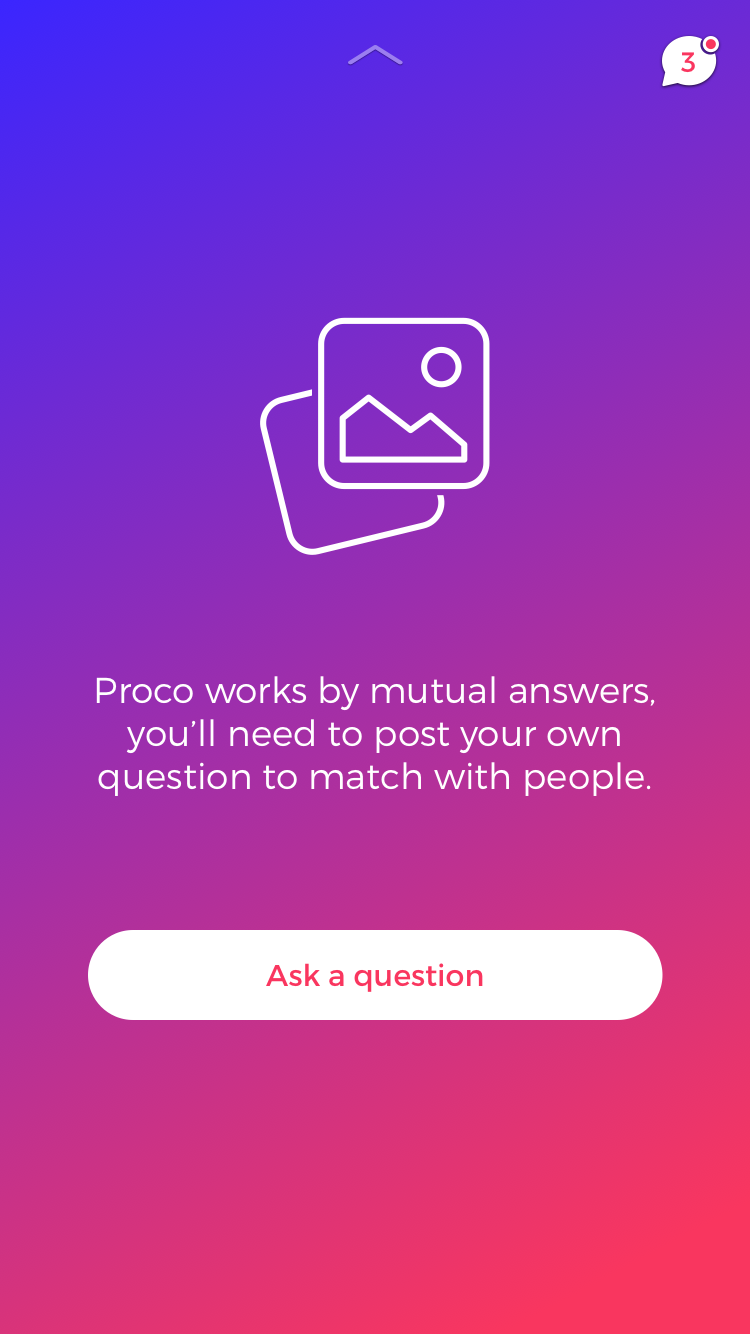 3
Proco works by mutual answers,
you’ll need to post your own
question to match with people.
Ask a question